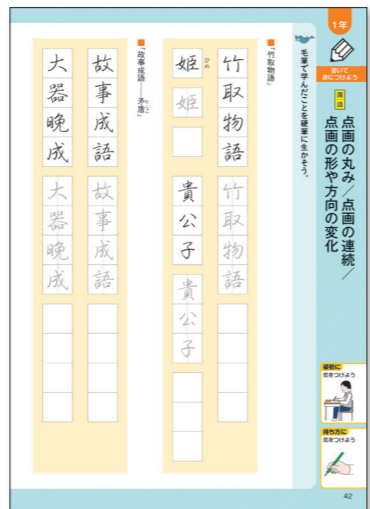 1年
書いて
身につけよう
国語
点画の丸み／点画の連続／
点画の形や方向の変化
毛筆で学んだことを硬筆に生かそう。
「竹取物語」
竹取物語
竹取物語
ひめ
姫
姫
貴公子
貴公子
「故事成語――矛盾」
故事成語
故事成語
大器晩成
大器晩成
姿勢に
気をつけよう
持ち方に
気をつけよう
42